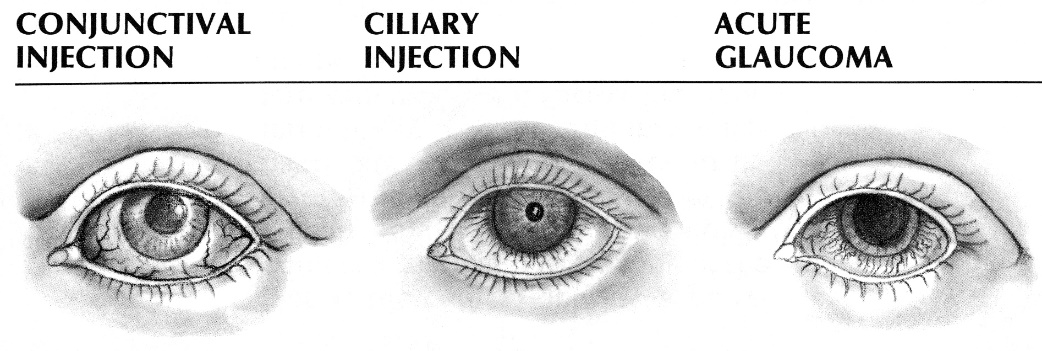 CONJUNCTIVAL
INJECTION
CILIARY
INJECTION
ACUTE
GLAUCOMA